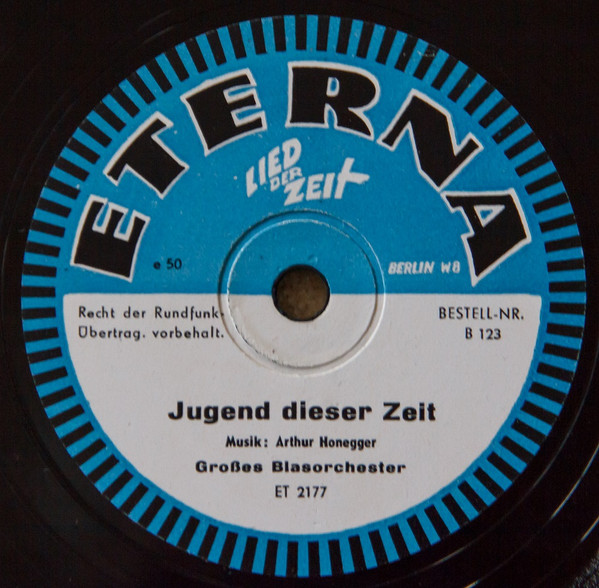 ETERNA
LIED
DER
ZEIT
e 50
BERLIN W8
Recht der Rundfunk-
Übertrag. vorbehalt.
BESTELL-NR.
B 123
Jugend dieser Zeit
Musik: Arthur Honegger
Großes Blasorchester
ET 2177